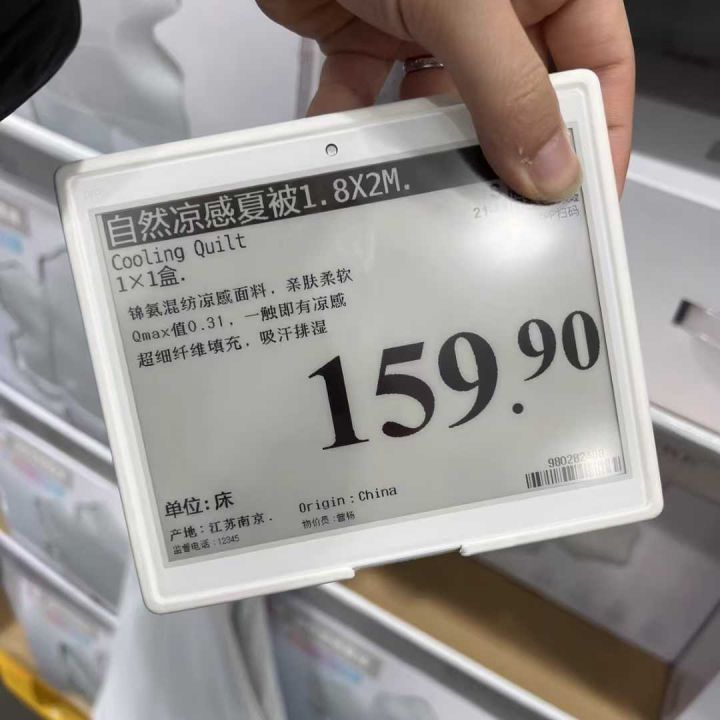 自然凉感夏被1.8X2M.
Cooling Quilt
1×1盒.
锦氨混纺凉感面料，亲肤柔软
Qmax值0.31，一触即有凉感
超细纤维填充，吸汗排湿
扫码
159.90
单位:床
产地:江苏南京.
监督电话:12345
Origin:China
物价员:曾杨